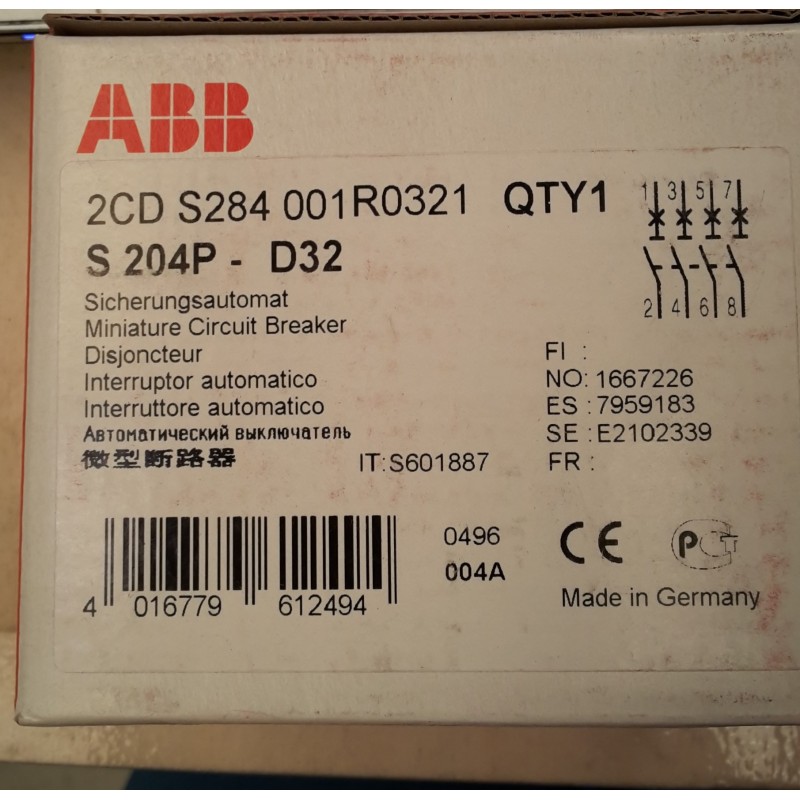 ABB
2CD S284 001R0321 QTY1
S 204P - D32
1 3 5 7
2 4 6 8
Sicherungsautomat
Miniature Circuit Breaker
Disjoncteur
Interruptor automatico
Interruttore automatico
Автоматический выключатель
微型断路器
IT:S601887
FI :
NO: 1667226
ES :7959183
SE :E2102339
FR :
4 016779 612494
0496
004A
CE PCT
Made in Germany